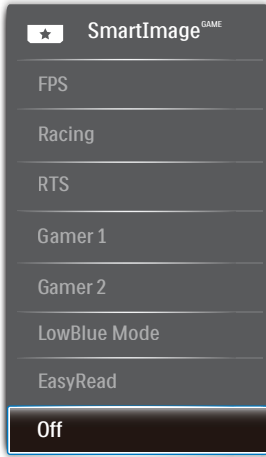 SmartImage GAME
FPS
Racing
RTS
Gamer 1
Gamer 2
LowBlue Mode
EasyRead
Off